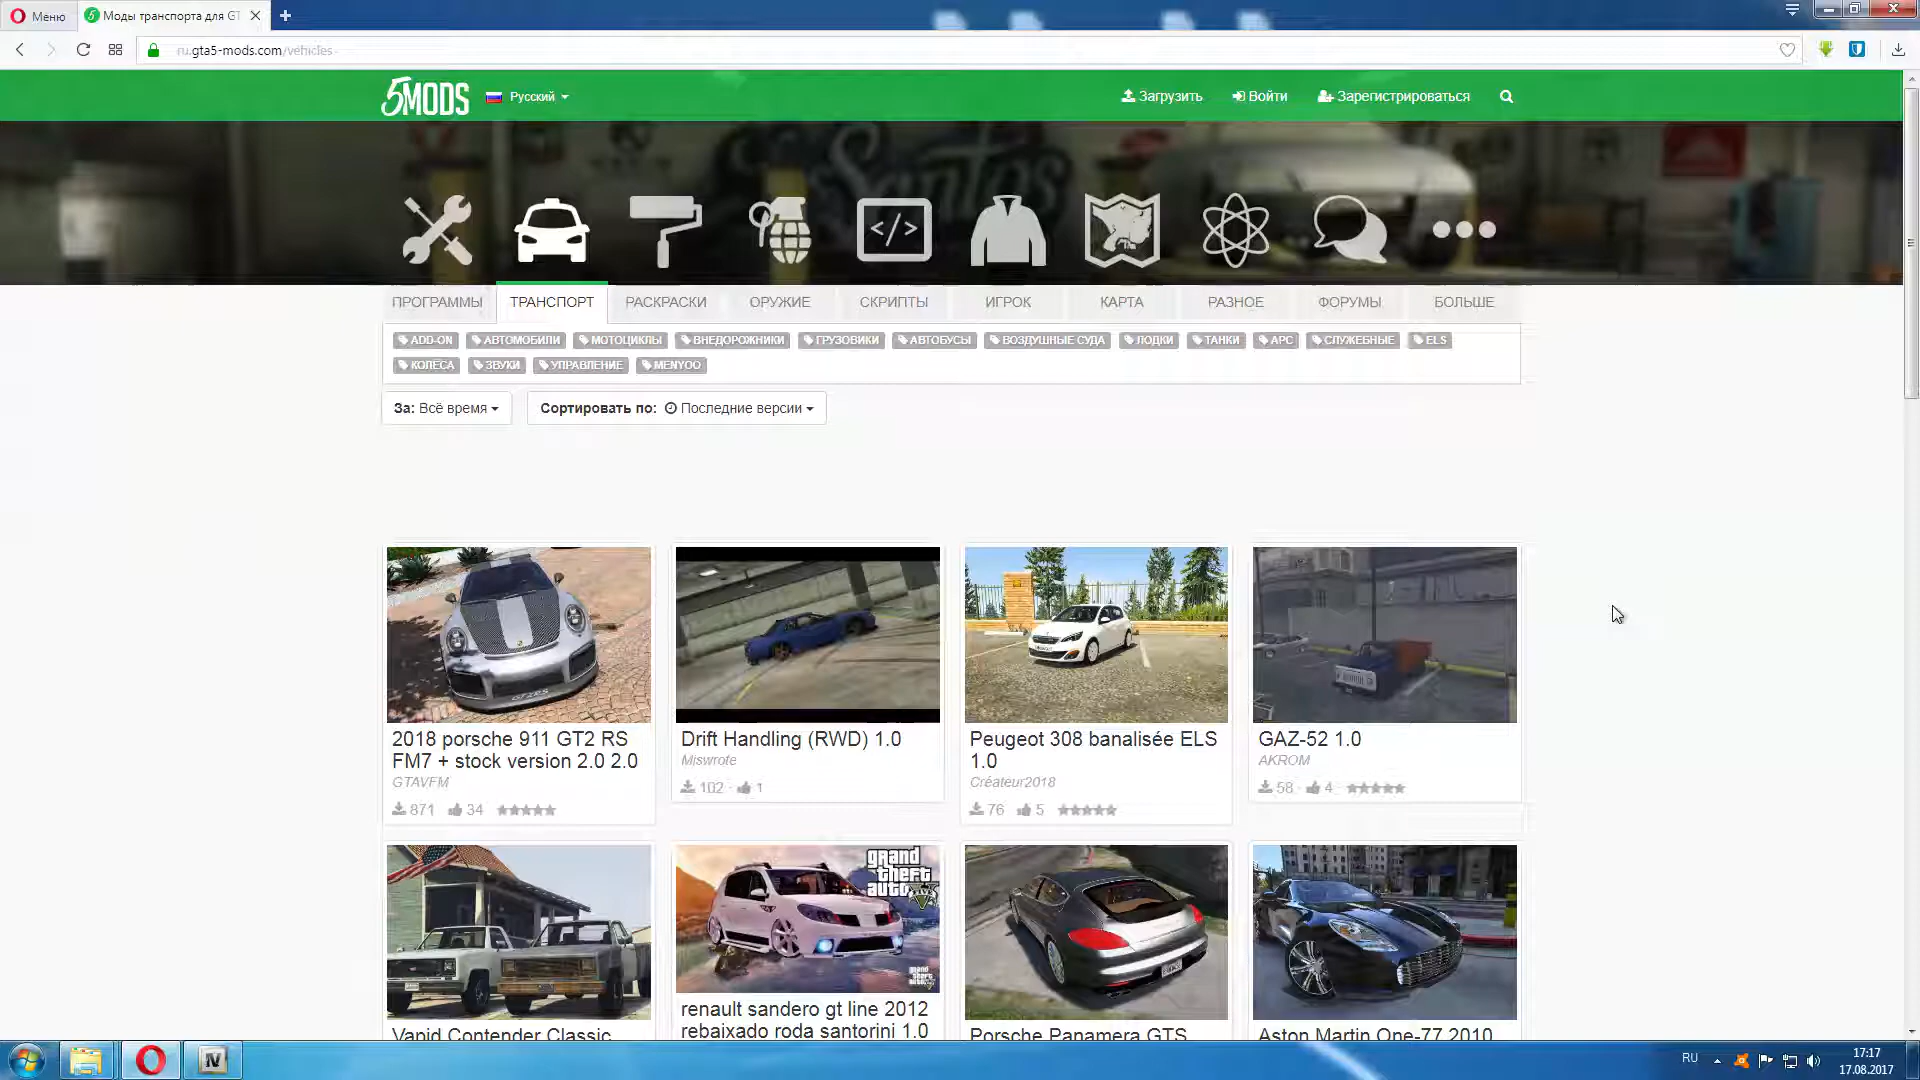 Меню
Моды транспорта для GT
ru.gta5-mods.com/vehicles
5MODS
Русский
Загрузить
Войти
Зарегистрироваться
Santos
ПРОГРАММЫ
ТРАНСПОРТ
РАСКРАСКИ
ОРУЖИЕ
СКРИПТЫ
ИГРОК
КАРТА
РАЗНОЕ
ФОРУМЫ
БОЛЬШЕ
ADD-ON
АВТОМОБИЛИ
МОТОЦИКЛЫ
ВНЕДОРОЖНИКИ
ГРУЗОВИКИ
АВТОБУСЫ
ВОЗДУШНЫЕ СУДА
ЛОДКИ
ТАНКИ
APC
СЛУЖЕБНЫЕ
ELS
КОЛЁСА
ЗВУКИ
УПРАВЛЕНИЕ
MENYOO
За: Всё время
Сортировать по: Последние версии
2018 porsche 911 GT2 RS
FM7 + stock version 2.0 2.0
GTAVFM
871 34
Drift Handling (RWD) 1.0
Miswrote
102 1
Peugeot 308 banalisée ELS
1.0
Créateur2018
76 5
GAZ-52 1.0
AKROM
58 4
grand
theft
auto V
Vapid Contender Classic
renault sandero gt line 2012
rebaixado roda santorini 1.0
Porsche Panamera GTS
Aston Martin One-77 2010
RU
17:17
17.08.2017